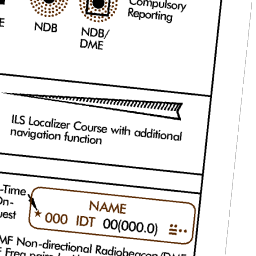 Compulsory
Reporting
E
NDB
NDB/
DME
ILS Localizer Course with additional
navigation function
-Time
On-
uest
NAME
* 000 IDT 00(000.0)
MF Non-directional Radiobeacon/DME